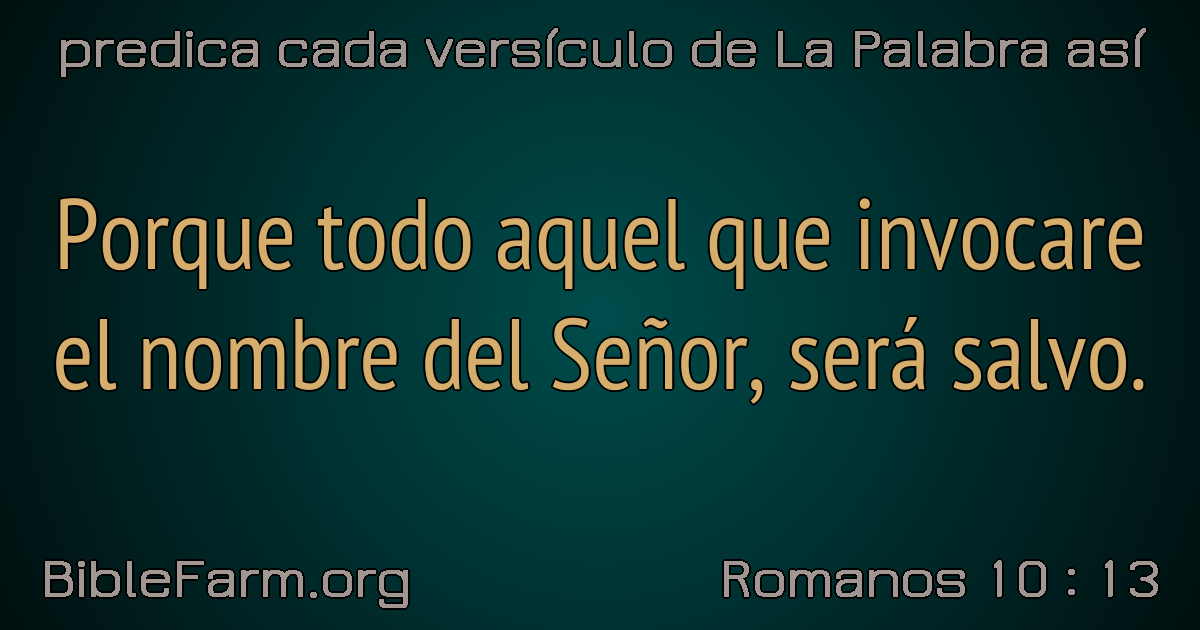 predica cada versículo de La Palabra así
Porque todo aquel que invocare
el nombre del Señor, será salvo.
BibleFarm.org
Romanos 10 : 13